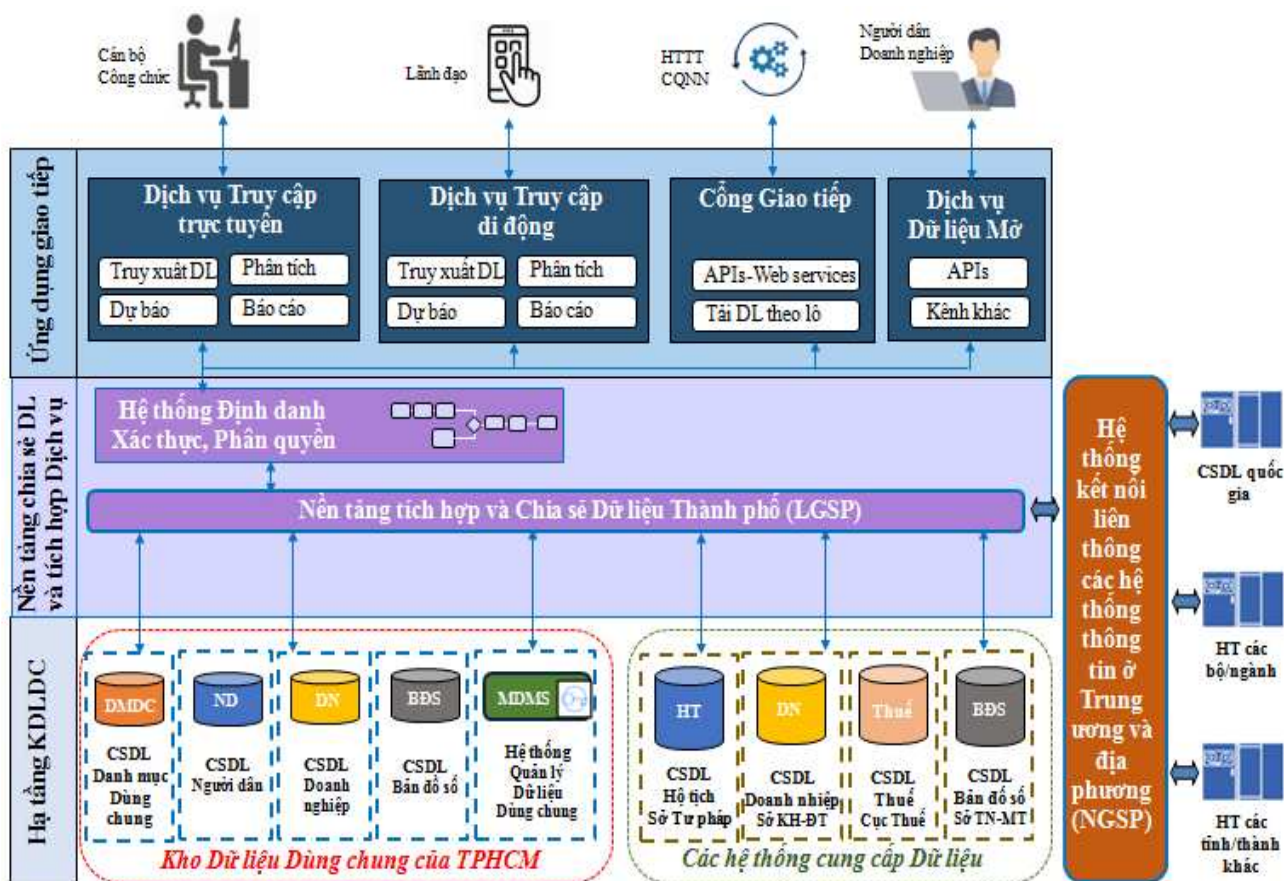 Cán bộ
Công chức
Lãnh đạo
HTTT
CQNN
Người dân
Doanh nghiệp
Ứng dụng giao tiếp
Dịch vụ Truy cập
trực tuyến
Truy xuất DL
Phân tích
Dự báo
Báo cáo
Dịch vụ Truy cập
di động
Truy xuất DL
Phân tích
Dự báo
Báo cáo
Cổng Giao tiếp
APIs-Web services
Tải DL theo lô
Dịch vụ
Dữ liệu Mở
APIs
Kênh khác
Nền tảng chia sẻ DL
và tích hợp Dịch vụ
Hệ thống Định danh
Xác thực, Phân quyền
Nền tảng tích hợp và Chia sẻ Dữ liệu Thành phố (LGSP)
Hệ
thống
kết nối
liên
thông
các hệ
thống
thông
tin ở
Trung
ương và
địa
phương
(NGSP)
CSDL quốc
gia
HT các
bộ/ngành
HT các
tỉnh/thành
khác
Hạ tầng KDLDC
DMDC
CSDL
Danh mục
Dùng
chung
ND
CSDL
Người dân
DN
CSDL
Doanh
nghiệp
BĐS
CSDL
Bản đồ số
MDMS
Hệ thống
Quản lý
Dữ liệu
Dùng chung
Kho Dữ liệu Dùng chung của TPHCM
HT
CSDL
Hộ tịch
Sở Tư pháp
DN
CSDL
Doanh nhiệp
Sở KH-ĐT
Thuế
CSDL
Thuế
Cục Thuế
BĐS
CSDL
Bản đồ số
Sở TN-MT
Các hệ thống cung cấp Dữ liệu